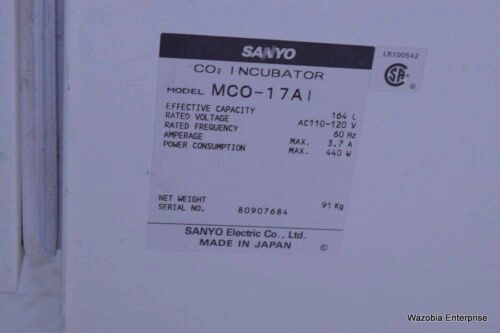 SANYO
CO₂ INCUBATOR
MODEL MCO-17AI
EFFECTIVE CAPACITY 164 L
RATED VOLTAGE AC110-120 V
RATED FREQUENCY 60 Hz
AMPERAGE MAX. 3.7 A
POWER CONSUMPTION MAX. 440 W
NET WEIGHT 91 Kg
SERIAL NO. 80907684
SANYO Electric Co., Ltd.
MADE IN JAPAN ©
LR100542
CSA
®
Wazobia Enterprise